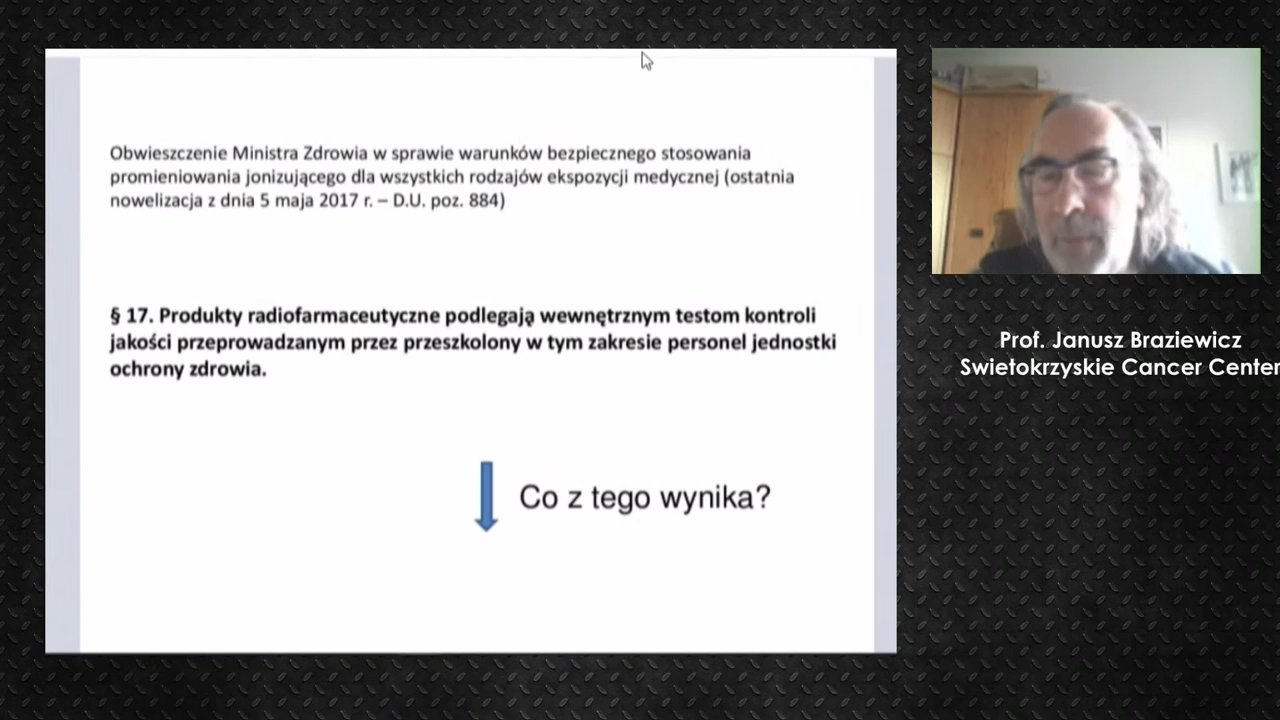 Obwieszczenie Ministra Zdrowia w sprawie warunków bezpiecznego stosowania
promieniowania jonizującego dla wszystkich rodzajów ekspozycji medycznej (ostatnia
nowelizacja z dnia 5 maja 2017 r. – D.U. poz. 884)
§ 17. Produkty radiofarmaceutyczne podlegają wewnętrznym testom kontroli
jakości przeprowadzanym przez przeszkolony w tym zakresie personel jednostki
ochrony zdrowia.
Co z tego wynika?
Prof. Janusz Braziewicz
Swietokrzyskie Cancer Center